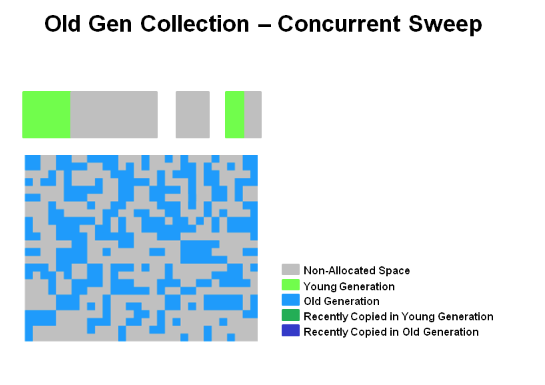 Old Gen Collection – Concurrent Sweep
Non-Allocated Space
Young Generation
Old Generation
Recently Copied in Young Generation
Recently Copied in Old Generation